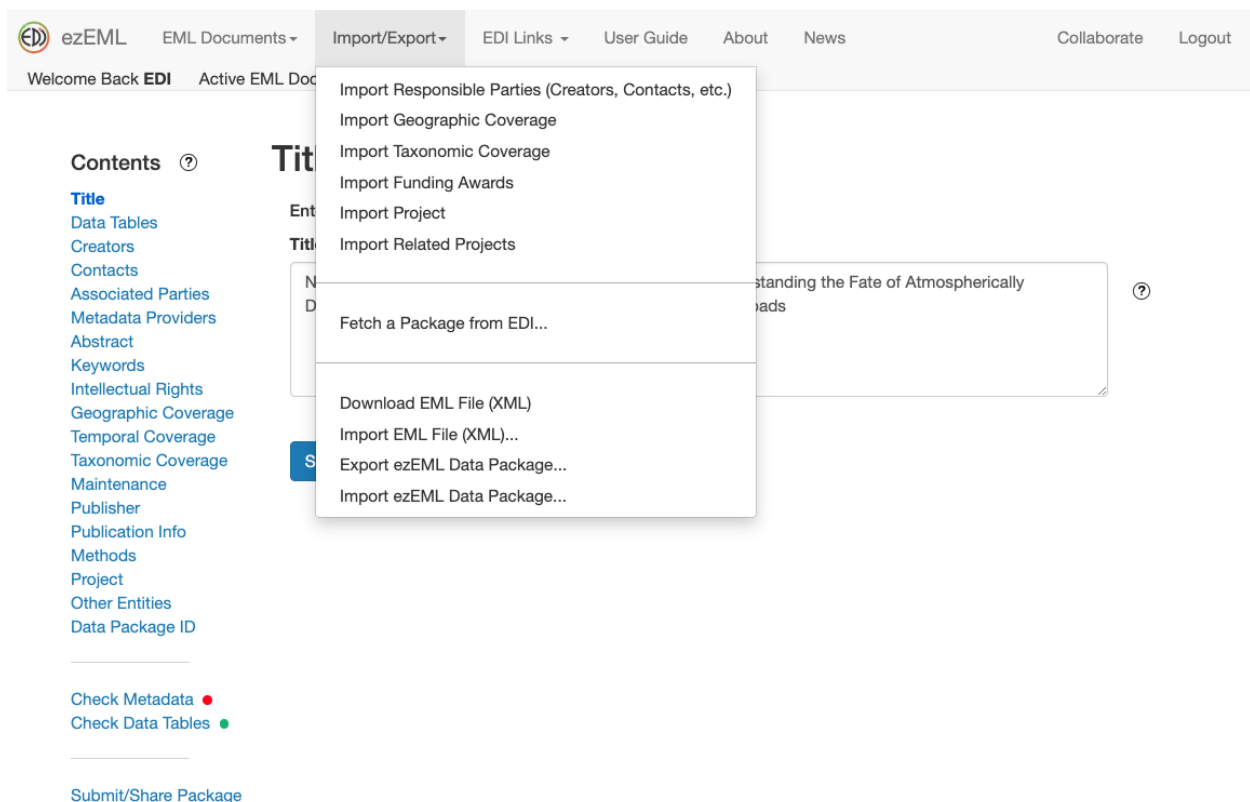 EDI ezEML EML Documents Import/Export EDI Links User Guide About News Collaborate Logout
Welcome Back EDI Active EML Doc
Import Responsible Parties (Creators, Contacts, etc.)
Import Geographic Coverage
Import Taxonomic Coverage
Import Funding Awards
Import Project
Import Related Projects
Fetch a Package from EDI...
Download EML File (XML)
Import EML File (XML)...
Export ezEML Data Package...
Import ezEML Data Package...
Contents ?
Title
Data Tables
Creators
Contacts
Associated Parties
Metadata Providers
Abstract
Keywords
Intellectual Rights
Geographic Coverage
Temporal Coverage
Taxonomic Coverage
Maintenance
Publisher
Publication Info
Methods
Project
Other Entities
Data Package ID
Check Metadata
Check Data Tables
Submit/Share Package
Tit
Ent
Titl
N standing the Fate of Atmospherically
D oads
?
S